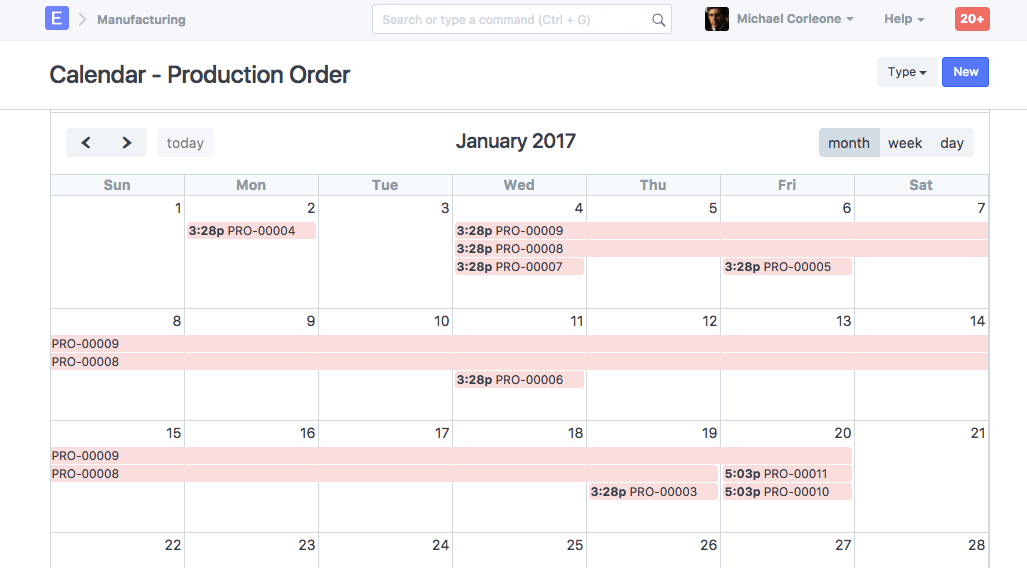 E Manufacturing Search or type a command (Ctrl + G) Michael Corleone Help 20+
Calendar - Production Order Type New
today January 2017 month week day
Sun Mon Tue Wed Thu Fri Sat
1 2 3 4 5 6 7
3:28p PRO-00004 3:28p PRO-00009
3:28p PRO-00008
3:28p PRO-00007 3:28p PRO-00005
8 9 10 11 12 13 14
PRO-00009
PRO-00008
3:28p PRO-00006
15 16 17 18 19 20 21
PRO-00009
PRO-00008 5:03p PRO-00011
3:28p PRO-00003 5:03p PRO-00010
22 23 24 25 26 27 28